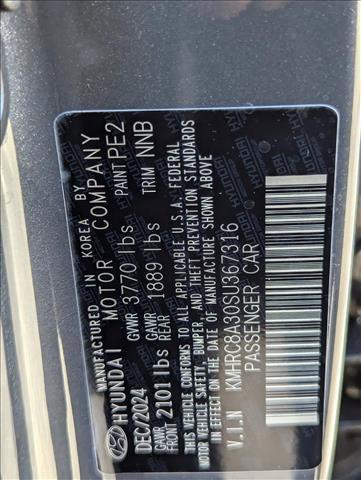 MANUFACTURED IN KOREA BY
HYUNDAI MOTOR COMPANY
DEC/2024 GVWR 3770 lbs PAINT PE2
GAWR FRONT 2101 lbs GAWR REAR 1889 lbs TRIM NNB
THIS VEHICLE CONFORMS TO ALL APPLICABLE U.S.A. FEDERAL
MOTOR VEHICLE SAFETY, BUMPER, AND THEFT PREVENTION STANDARDS
IN EFFECT ON THE DATE OF MANUFACTURE SHOWN ABOVE.
V.I.N KMHRC8A30SU367316
PASSENGER CAR